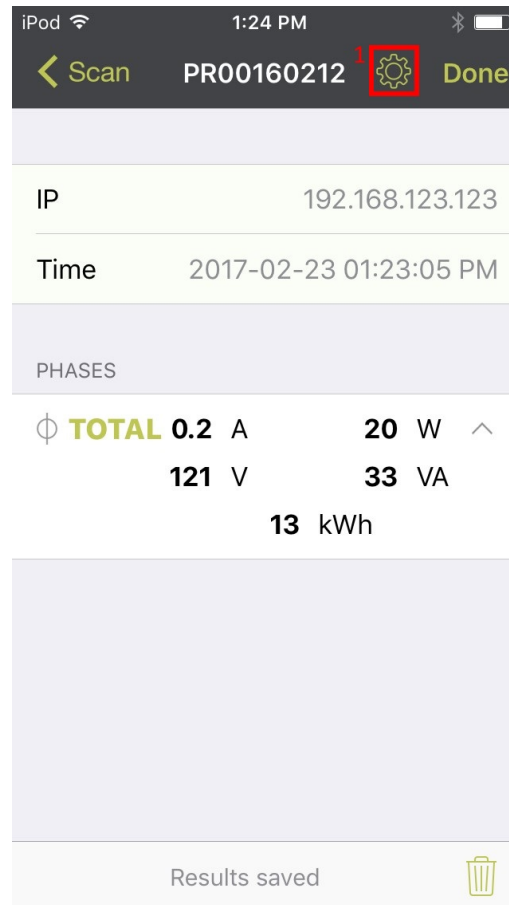 iPod 1:24 PM
Scan PR00160212 1 Done
IP 192.168.123.123
Time 2017-02-23 01:23:05 PM
PHASES
TOTAL 0.2 A 20 W
121 V 33 VA
13 kWh
Results saved